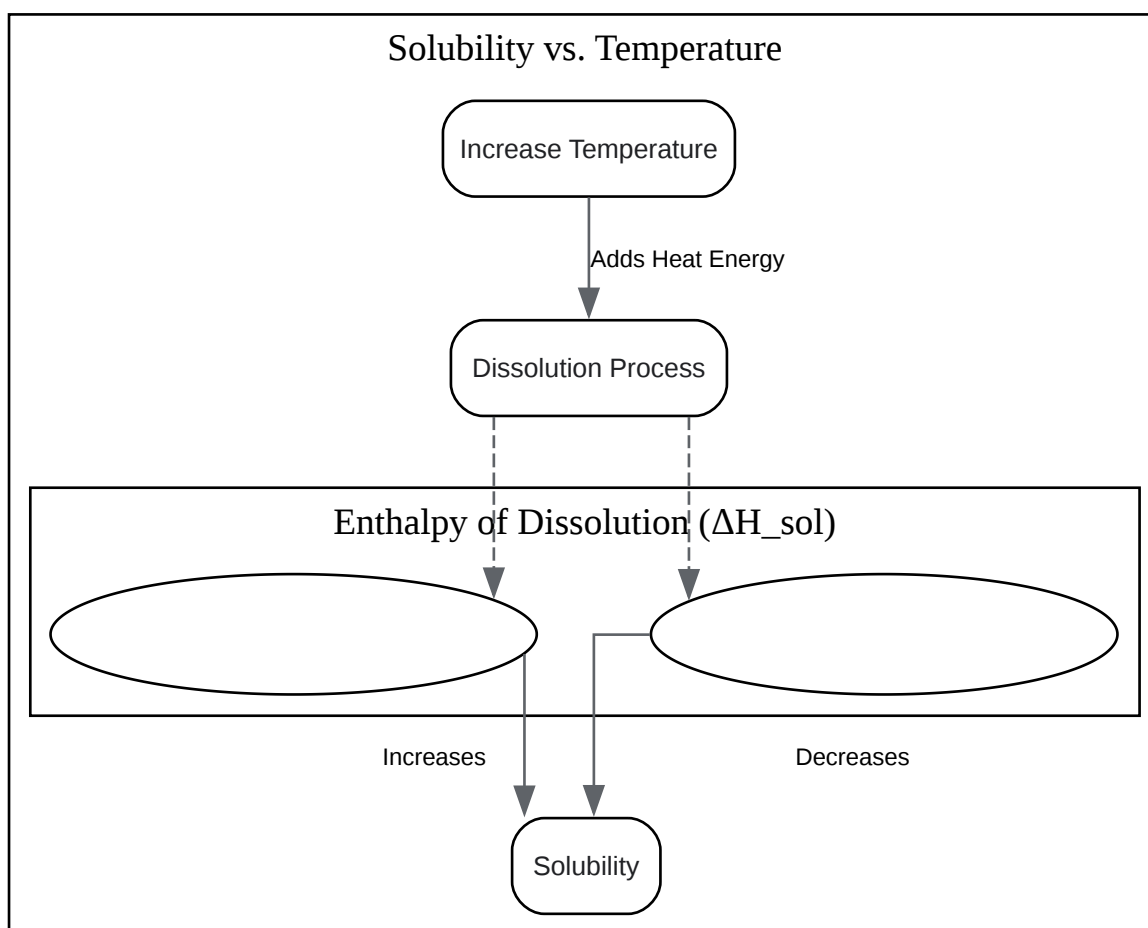 Solubility vs. Temperature
Increase Temperature
Adds Heat Energy
Dissolution Process
Enthalpy of Dissolution (ΔH_sol)
Increases
Decreases
Solubility